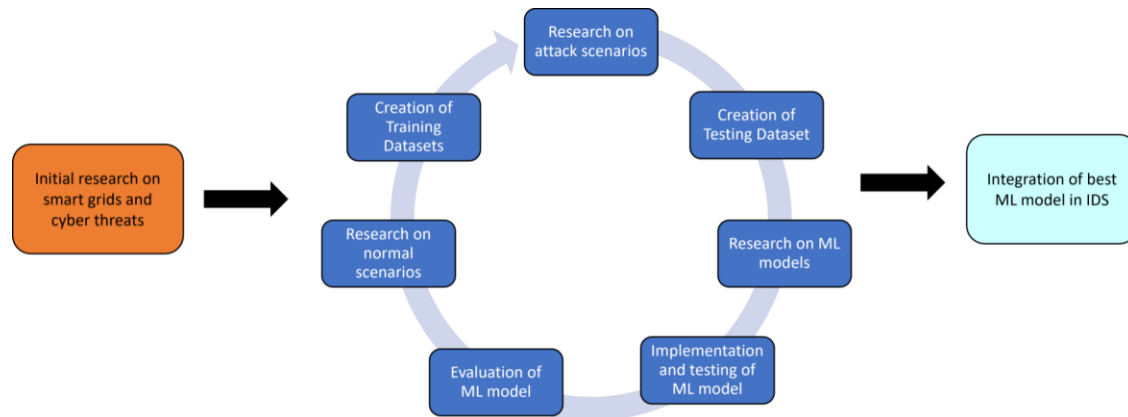 Research on
attack scenarios
Creation of
Testing Dataset
Research on ML
models
Implementation
and testing of
ML model
Evaluation of
ML model
Research on
normal
scenarios
Creation of
Training
Datasets
Initial research on
smart grids and
cyber threats
Integration of best
ML model in IDS